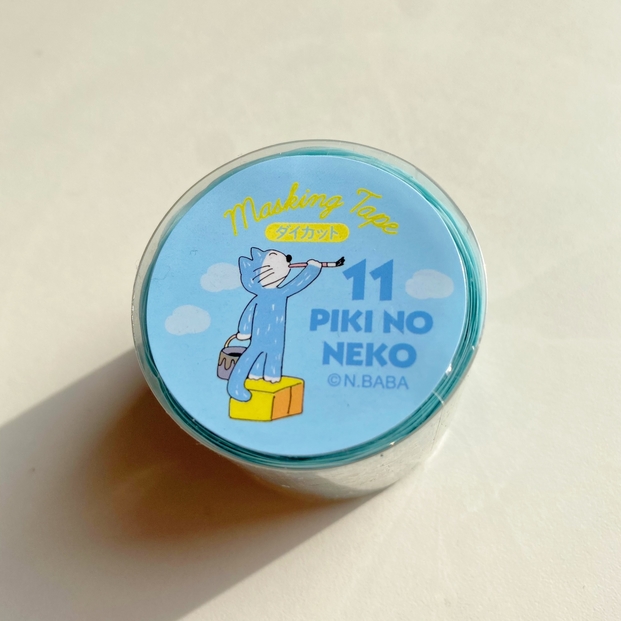 Masking Tape
ダイカット
11
PIKI NO
NEKO
©N.BABA